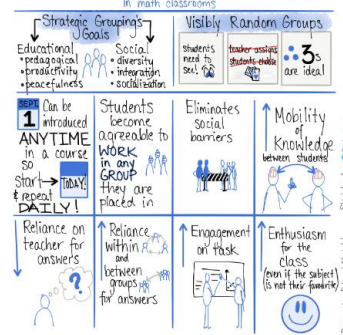 in math classrooms
Strategic Grouping's
Goals
Educational
• pedagogical
• productivity
• peacefulness
Social
• diversity
• integration
• socialization
Visibly Random Groups
students
need to
see!
teacher assigns
students choose
3s
are ideal
SEPT.
1
Can be
introduced
ANYTIME
in a course
so
Start → TODAY!
& repeat
DAILY!
Students
become
agreeable to
WORK
in any
GROUP
they are
placed in
Eliminates
social
barriers
Mobility
of
Knowledge
between students!
Reliance on
teacher for
answers
?
Reliance
within
and
between
groups
for answers
Engagement
on task
Enthusiasm
for the
class
(even if the subject
is not their favourite)